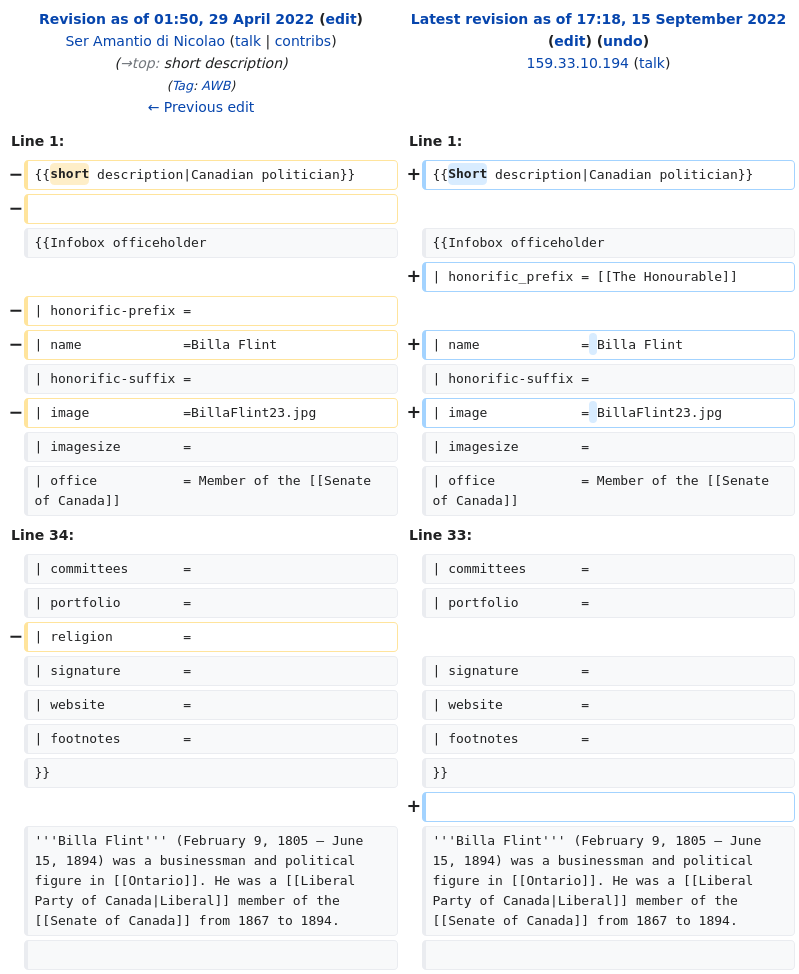 Revision as of 01:50, 29 April 2022 (edit)
Ser Amantio di Nicolao (talk | contribs)
(→top: short description)
(Tag: AWB)
← Previous edit
Latest revision as of 17:18, 15 September 2022
(edit) (undo)
159.33.10.194 (talk)
Line 1:
Line 1:
− {{short description|Canadian politician}}
+ {{Short description|Canadian politician}}
−
{{Infobox officeholder
{{Infobox officeholder
+ | honorific_prefix = [[The Honourable]]
− | honorific-prefix =
− | name             =Billa Flint
+ | name             = Billa Flint
| honorific-suffix =
| honorific-suffix =
− | image            =BillaFlint23.jpg
+ | image            = BillaFlint23.jpg
| imagesize        =
| imagesize        =
| office           = Member of the [[Senate
of Canada]]
| office           = Member of the [[Senate
of Canada]]
Line 34:
Line 33:
| committees       =
| committees       =
| portfolio        =
| portfolio        =
− | religion         =
| signature        =
| signature        =
| website          =
| website          =
| footnotes        =
| footnotes        =
}}
}}
+
'''Billa Flint''' (February 9, 1805 – June
15, 1894) was a businessman and political
figure in [[Ontario]]. He was a [[Liberal
Party of Canada|Liberal]] member of the
[[Senate of Canada]] from 1867 to 1894.
'''Billa Flint''' (February 9, 1805 – June
15, 1894) was a businessman and political
figure in [[Ontario]]. He was a [[Liberal
Party of Canada|Liberal]] member of the
[[Senate of Canada]] from 1867 to 1894.